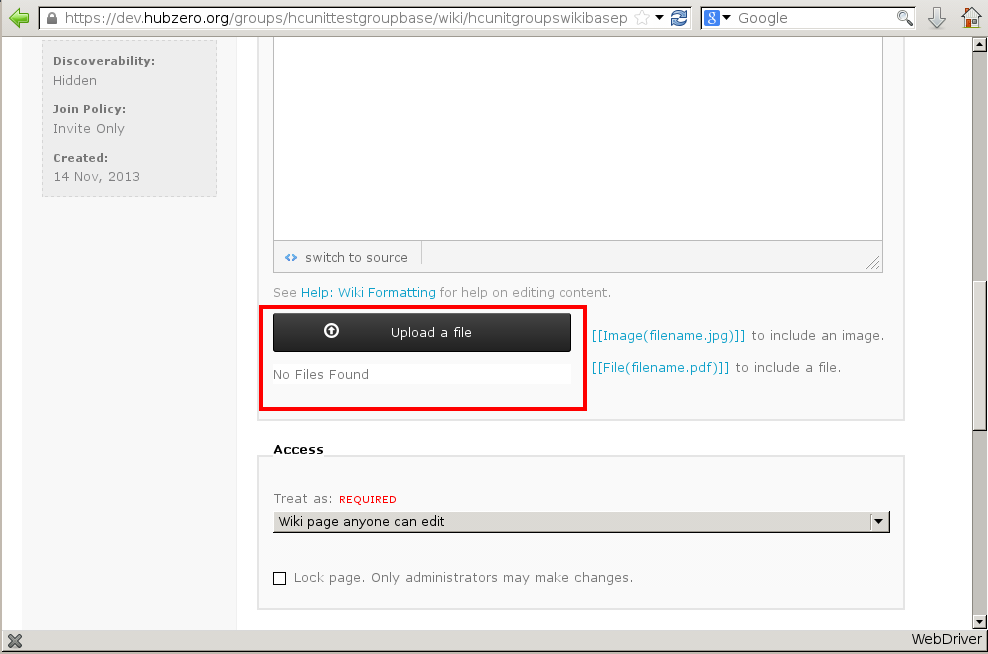 https://dev.hubzero.org/groups/hcunittestgroupbase/wiki/hcunitgroupswikibasep
8
Google
Discoverability:
Hidden
Join Policy:
Invite Only
Created:
14 Nov, 2013
<> switch to source
See Help: Wiki Formatting for help on editing content.
Upload a file
[[Image(filename.jpg)]] to include an image.
No Files Found
[[File(filename.pdf)]] to include a file.
Access
Treat as: REQUIRED
Wiki page anyone can edit
Lock page. Only administrators may make changes.
WebDriver